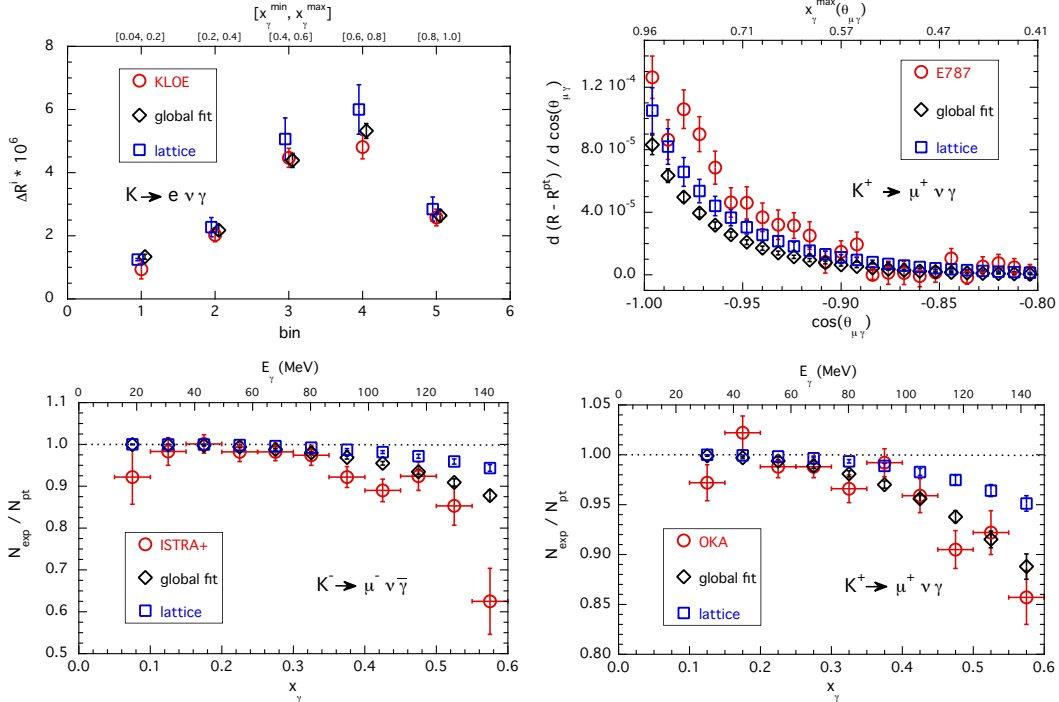 [x_γ^min, x_γ^max]
[0.04, 0.2] [0.2, 0.4] [0.4, 0.6] [0.6, 0.8] [0.8, 1.0]
8
6
4
2
0
ΔR^i * 10^6
KLOE
global fit
lattice
K → e ν γ
0 1 2 3 4 5 6
bin
x_γ^max(θ_μγ)
0.96 0.71 0.57 0.47 0.41
1.2 10^-4
8.0 10^-5
4.0 10^-5
0.0
d (R - R^pt) / d cos(θ_μγ)
E787
global fit
lattice
K^+ → μ^+ ν γ
-1.00 -0.95 -0.90 -0.85 -0.80
cos(θ_μγ)
E_γ (MeV)
0 20 40 60 80 100 120 140
1.1
1.0
0.9
0.8
0.7
0.6
0.5
N_exp / N_pt
ISTRA+
global fit
lattice
K^- → μ^- ν̅ γ
0.0 0.1 0.2 0.3 0.4 0.5 0.6
x_γ
E_γ (MeV)
0 20 40 60 80 100 120 140
1.05
1.00
0.95
0.90
0.85
0.80
N_exp / N_pt
OKA
global fit
lattice
K^+ → μ^+ ν γ
0.0 0.1 0.2 0.3 0.4 0.5 0.6
x_γ